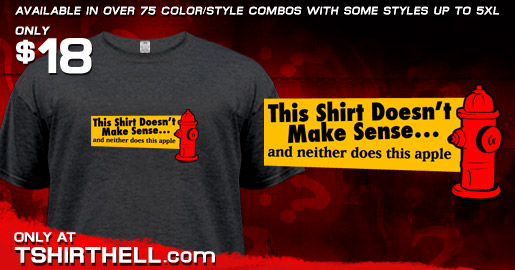 AVAILABLE IN OVER 75 COLOR/STYLE COMBOS WITH SOME STYLES UP TO 5XL
ONLY
$18
This Shirt Doesn't
Make Sense...
and neither does this apple
This Shirt Doesn't
Make Sense...
and neither does this apple
ONLY AT
TSHIRTHELL.com